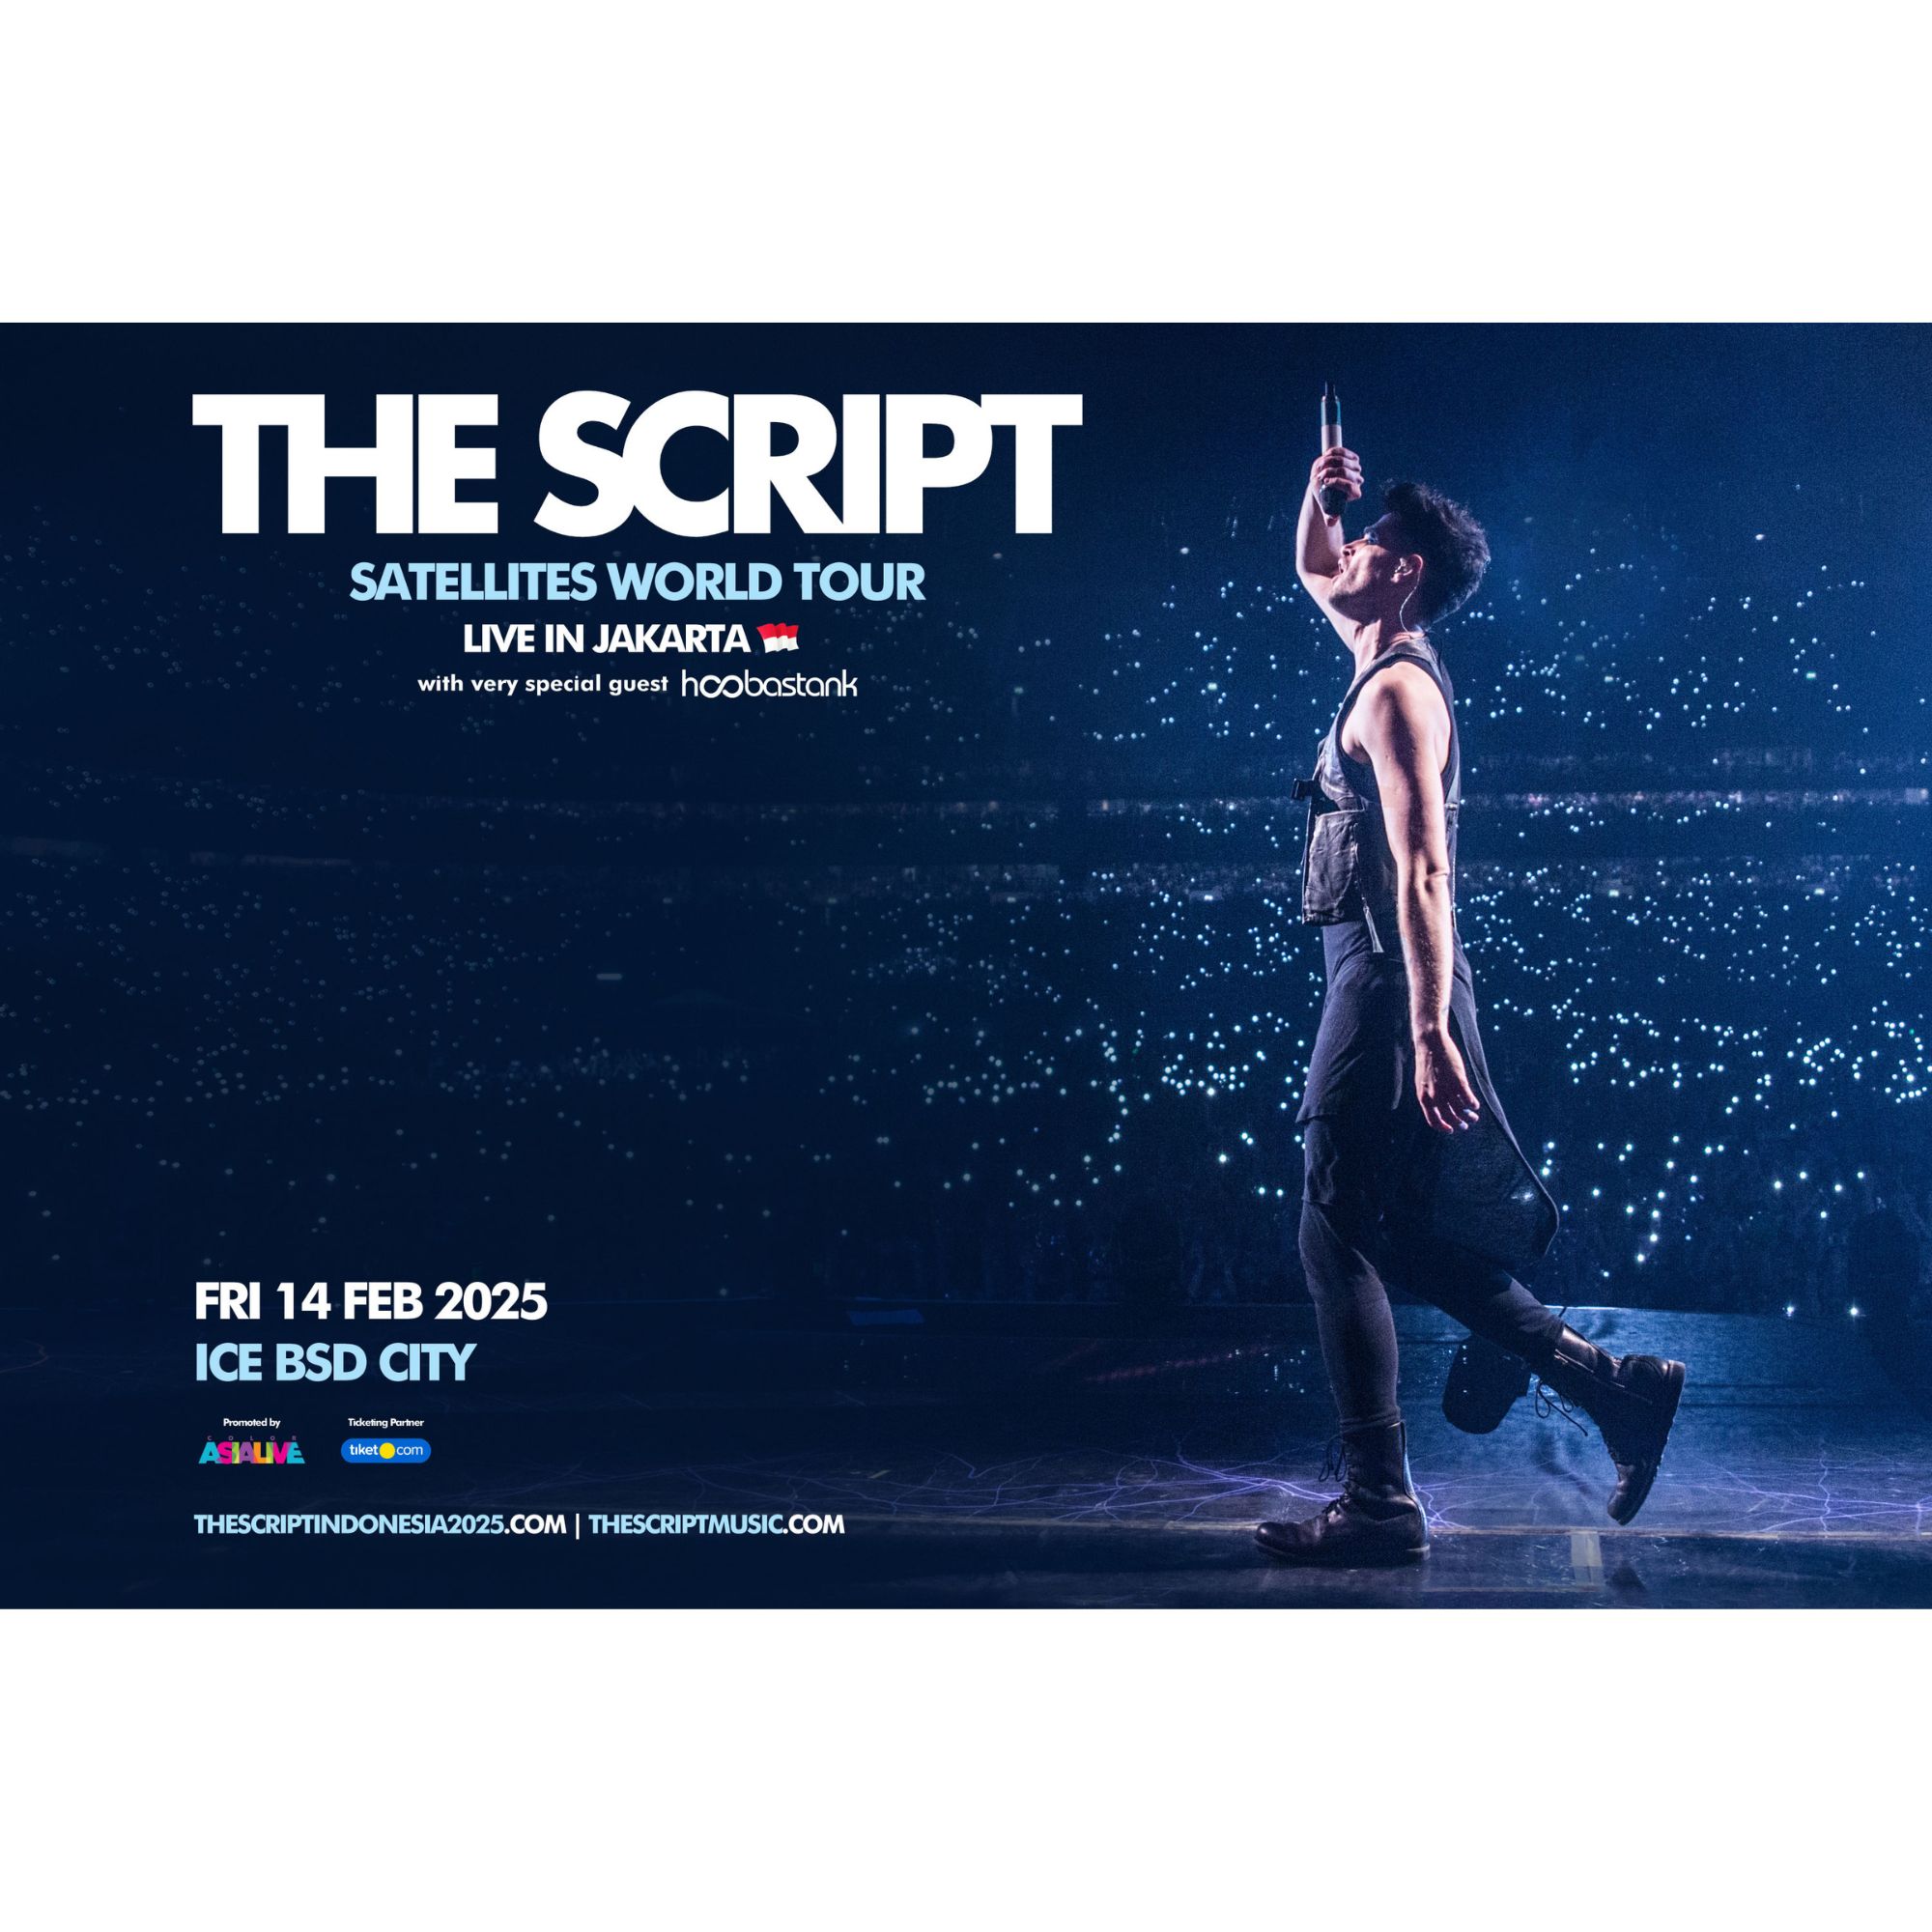 THE SCRIPT
SATELLITES WORLD TOUR
LIVE IN JAKARTA
with very special guest hoobastank
FRI 14 FEB 2025
ICE BSD CITY
Promoted by
COLOR
ASIALIVE
Ticketing Partner
tiket.com
THESCRIPTINDONESIA2025.COM | THESCRIPTMUSIC.COM